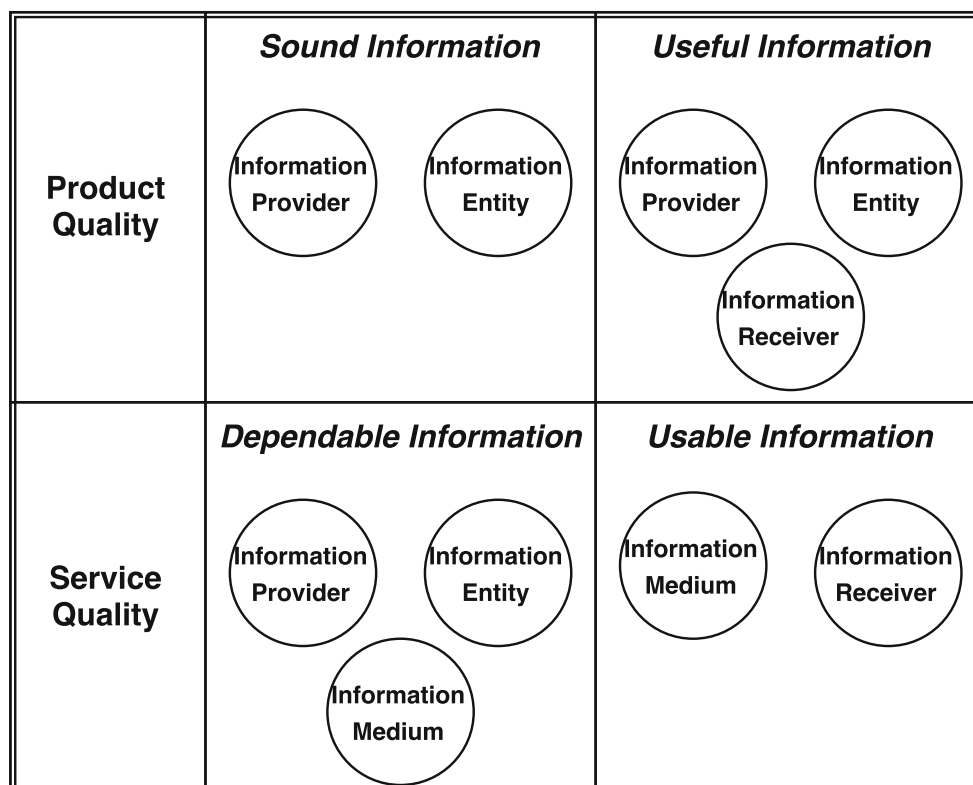 Sound Information
Useful Information
Product
Quality
Information
Provider
Information
Entity
Information
Provider
Information
Entity
Information
Receiver
Dependable Information
Usable Information
Service
Quality
Information
Provider
Information
Entity
Information
Medium
Information
Medium
Information
Receiver